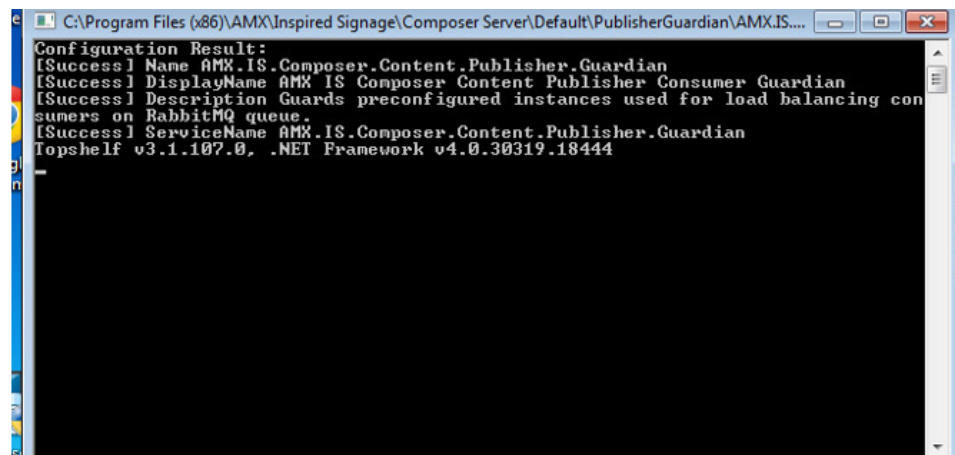 C:\Program Files (x86)\AMX\Inspired Signage\Composer Server\Default\PublisherGuardian\AMX.IS....
Configuration Result:
[Success] Name AMX.IS.Composer.Content.Publisher.Guardian
[Success] DisplayName AMX IS Composer Content Publisher Consumer Guardian
[Success] Description Guards preconfigured instances used for load balancing con
sumers on RabbitMQ queue.
[Success] ServiceName AMX.IS.Composer.Content.Publisher.Guardian
Topshelf v3.1.107.0, .NET Framework v4.0.30319.18444